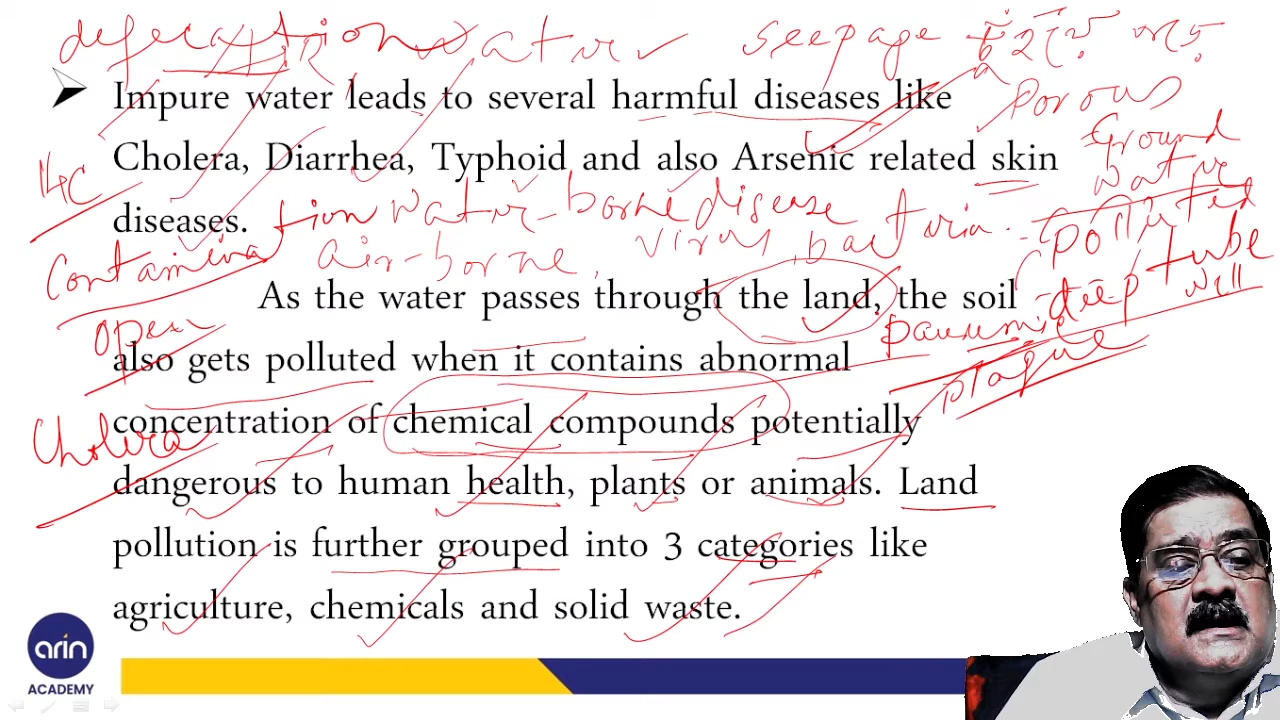 defecation water seepage
Impure water leads to several harmful diseases like
porous
Cholera, Diarrhea, Typhoid and also Arsenic related skin
Ground
water
diseases.
contamination water-borne disease
air-borne, virus, bacteria.
polluted
deep tube
well
As the water passes through the land, the soil
open
pandemic
plague
also gets polluted when it contains abnormal
concentration of chemical compounds potentially
Cholera
dangerous to human health, plants or animals. Land
pollution is further grouped into 3 categories like
agriculture, chemicals and solid waste.
arin
ACADEMY